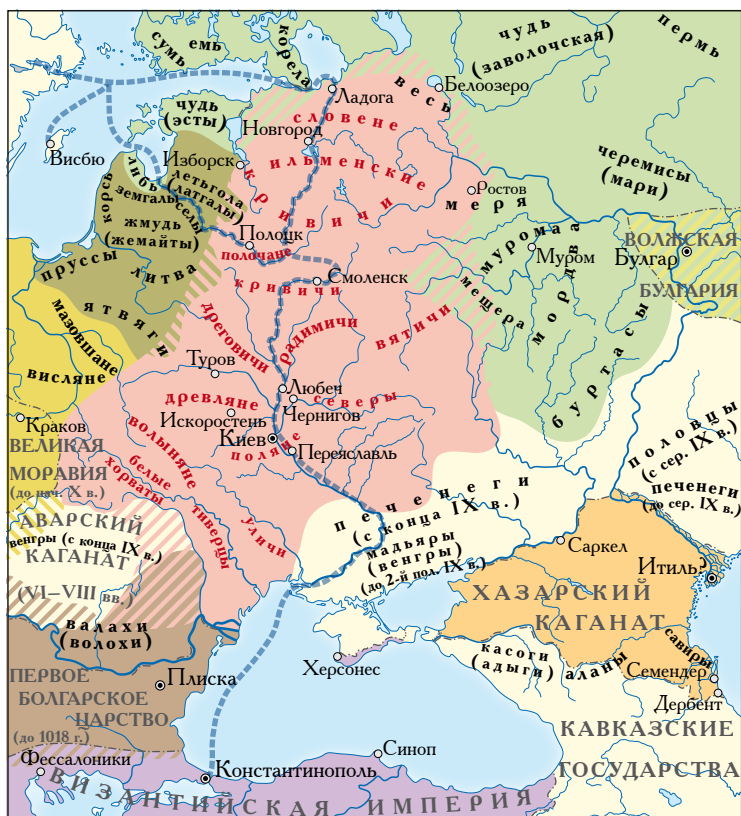 сумь
емь
корела
чудь
(заволочская)
пермь
весь
Белоозеро
Ладога
словене
чудь
(эсты)
Новгород
Висбю
Изборск
ильменские
черемисы
(мари)
либь
летьгола
(латгалы)
кривичи
Ростов
меря
корсь
земгалы
селы
жмудь
(жемайты)
Полоцк
полочане
мурома
Муром
ВОЛЖСКАЯ
Булгар
БУЛГАРИЯ
пруссы
литва
Смоленск
кривичи
мещера
мордва
ятвяги
мазовшане
дреговичи
радимичи
вятичи
буртасы
висляне
Туров
Любеч
древляне
северы
Чернигов
Краков
Искоростень
Киев
поляне
Переяславль
ВЕЛИКАЯ
МОРАВИЯ
(до нач. X в.)
волыняне
белые
хорваты
тиверцы
уличи
половцы
(с сер. IX в.)
печенеги
(до сер. IX в.)
печенеги
(с конца IX в.)
мадьяры
(венгры)
(до 2-й пол. IX в.)
АВАРСКИЙ
венгры (с конца IX в.)
КАГАНАТ
(VI–VIII вв.)
Саркел
Итиль?
ХАЗАРСКИЙ
КАГАНАТ
валахи
(волохи)
Херсонес
касоги
(адыги)
аланы
савиры
Семендер
Дербент
ПЕРВОЕ
БОЛГАРСКОЕ
ЦАРСТВО
(до 1018 г.)
Плиска
КАВКАЗСКИЕ
ГОСУДАРСТВА
Синоп
Фессалоники
Константинополь
ВИЗАНТИЙСКАЯ ИМПЕРИЯ